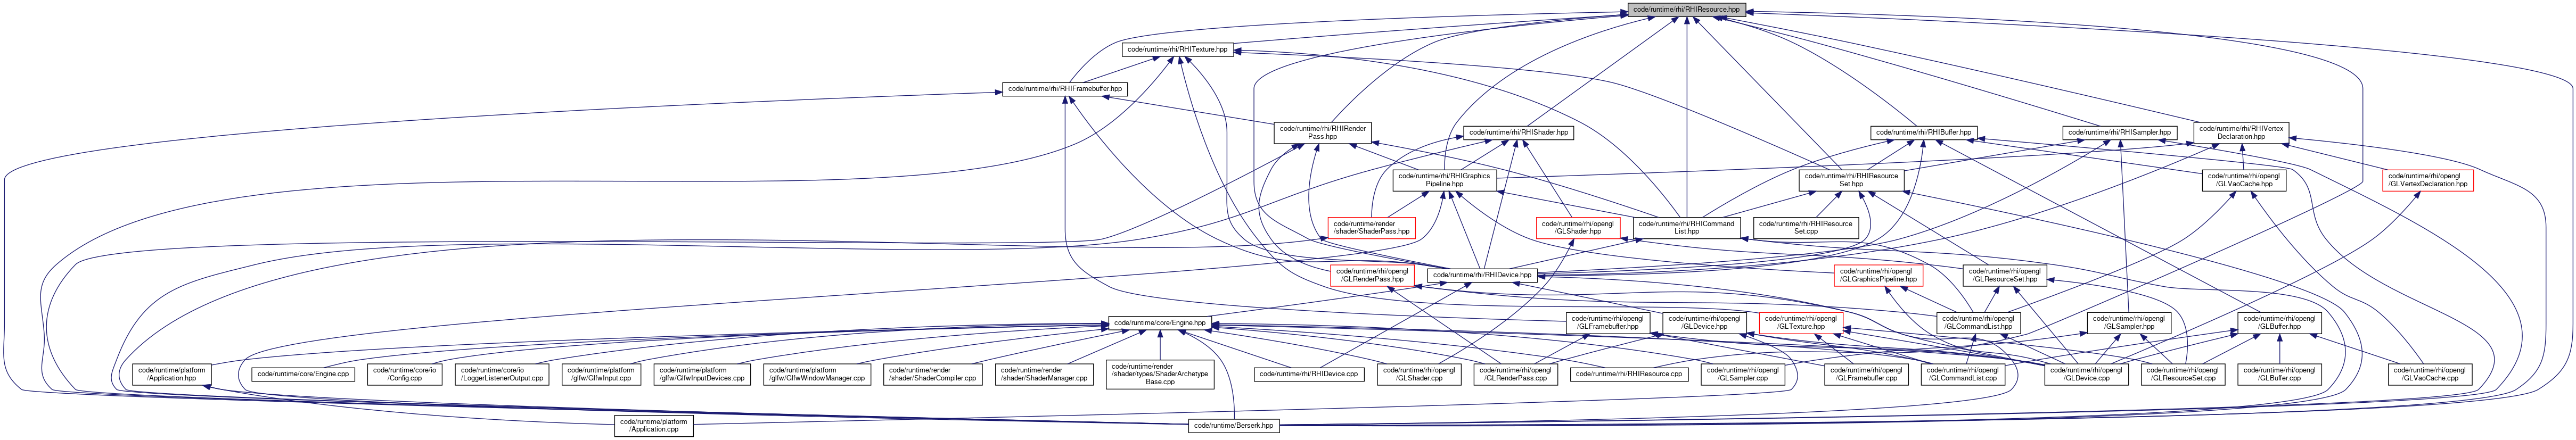 code/runtime/rhi/RHIResource.hpp
code/runtime/rhi/RHITexture.hpp
code/runtime/rhi/RHIFramebuffer.hpp
code/runtime/rhi/RHIRender
Pass.hpp
code/runtime/rhi/RHIShader.hpp
code/runtime/rhi/RHIBuffer.hpp
code/runtime/rhi/RHISampler.hpp
code/runtime/rhi/RHIVertex
Declaration.hpp
code/runtime/rhi/RHIGraphics
Pipeline.hpp
code/runtime/rhi/RHIResource
Set.hpp
code/runtime/rhi/opengl
/GLVaoCache.hpp
code/runtime/rhi/opengl
/GLVertexDeclaration.hpp
code/runtime/render
/shader/ShaderPass.hpp
code/runtime/rhi/opengl
/GLShader.hpp
code/runtime/rhi/RHICommand
List.hpp
code/runtime/rhi/RHIResource
Set.cpp
code/runtime/rhi/opengl
/GLRenderPass.hpp
code/runtime/rhi/RHIDevice.hpp
code/runtime/rhi/opengl
/GLGraphicsPipeline.hpp
code/runtime/rhi/opengl
/GLResourceSet.hpp
code/runtime/core/Engine.hpp
code/runtime/rhi/opengl
/GLFramebuffer.hpp
code/runtime/rhi/opengl
/GLDevice.hpp
code/runtime/rhi/opengl
/GLTexture.hpp
code/runtime/rhi/opengl
/GLCommandList.hpp
code/runtime/rhi/opengl
/GLSampler.hpp
code/runtime/rhi/opengl
/GLBuffer.hpp
code/runtime/platform
/Application.hpp
code/runtime/core/Engine.cpp
code/runtime/core/io
/Config.cpp
code/runtime/core/io
/LoggerListenerOutput.cpp
code/runtime/platform
/glfw/GlfwInput.cpp
code/runtime/platform
/glfw/GlfwInputDevices.cpp
code/runtime/platform
/glfw/GlfwWindowManager.cpp
code/runtime/render
/shader/ShaderCompiler.cpp
code/runtime/render
/shader/ShaderManager.cpp
code/runtime/render
/shader/types/ShaderArchetype
Base.cpp
code/runtime/rhi/RHIDevice.cpp
code/runtime/rhi/opengl
/GLShader.cpp
code/runtime/rhi/opengl
/GLRenderPass.cpp
code/runtime/rhi/RHIResource.cpp
code/runtime/rhi/opengl
/GLSampler.cpp
code/runtime/rhi/opengl
/GLFramebuffer.cpp
code/runtime/rhi/opengl
/GLCommandList.cpp
code/runtime/rhi/opengl
/GLDevice.cpp
code/runtime/rhi/opengl
/GLResourceSet.cpp
code/runtime/rhi/opengl
/GLBuffer.cpp
code/runtime/rhi/opengl
/GLVaoCache.cpp
code/runtime/platform
/Application.cpp
code/runtime/Berserk.hpp